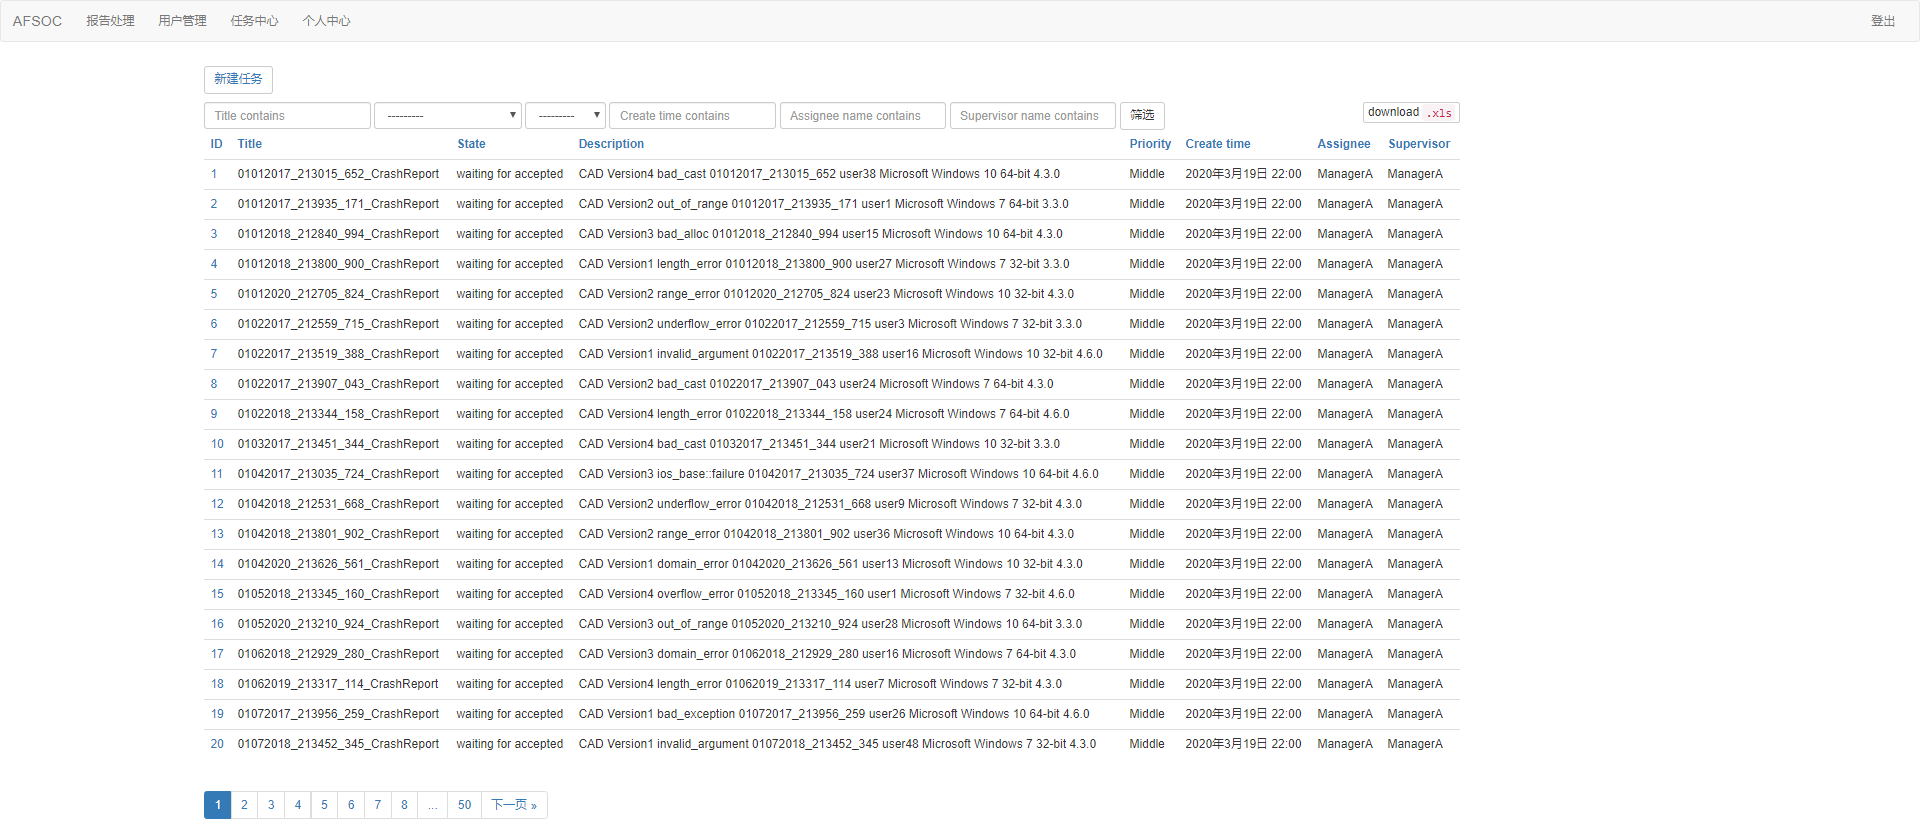 AFSOC 报告处理 用户管理 任务中心 个人中心 登出
新建任务
Title contains --------- --------- Create time contains Assignee name contains Supervisor name contains 筛选 download .xls
ID Title State Description Priority Create time Assignee Supervisor
1 01012017_213015_652_CrashReport waiting for accepted CAD Version4 bad_cast 01012017_213015_652 user38 Microsoft Windows 10 64-bit 4.3.0 Middle 2020年3月19日 22:00 ManagerA ManagerA
2 01012017_213935_171_CrashReport waiting for accepted CAD Version2 out_of_range 01012017_213935_171 user1 Microsoft Windows 7 64-bit 3.3.0 Middle 2020年3月19日 22:00 ManagerA ManagerA
3 01012018_212840_994_CrashReport waiting for accepted CAD Version3 bad_alloc 01012018_212840_994 user15 Microsoft Windows 10 64-bit 4.3.0 Middle 2020年3月19日 22:00 ManagerA ManagerA
4 01012018_213800_900_CrashReport waiting for accepted CAD Version1 length_error 01012018_213800_900 user27 Microsoft Windows 7 32-bit 3.3.0 Middle 2020年3月19日 22:00 ManagerA ManagerA
5 01012020_212705_824_CrashReport waiting for accepted CAD Version2 range_error 01012020_212705_824 user23 Microsoft Windows 10 32-bit 4.3.0 Middle 2020年3月19日 22:00 ManagerA ManagerA
6 01022017_212559_715_CrashReport waiting for accepted CAD Version2 underflow_error 01022017_212559_715 user3 Microsoft Windows 7 32-bit 3.3.0 Middle 2020年3月19日 22:00 ManagerA ManagerA
7 01022017_213519_388_CrashReport waiting for accepted CAD Version1 invalid_argument 01022017_213519_388 user16 Microsoft Windows 10 32-bit 4.6.0 Middle 2020年3月19日 22:00 ManagerA ManagerA
8 01022017_213907_043_CrashReport waiting for accepted CAD Version2 bad_cast 01022017_213907_043 user24 Microsoft Windows 7 64-bit 4.3.0 Middle 2020年3月19日 22:00 ManagerA ManagerA
9 01022018_213344_158_CrashReport waiting for accepted CAD Version4 length_error 01022018_213344_158 user24 Microsoft Windows 7 64-bit 4.6.0 Middle 2020年3月19日 22:00 ManagerA ManagerA
10 01032017_213451_344_CrashReport waiting for accepted CAD Version4 bad_cast 01032017_213451_344 user21 Microsoft Windows 10 32-bit 3.3.0 Middle 2020年3月19日 22:00 ManagerA ManagerA
11 01042017_213035_724_CrashReport waiting for accepted CAD Version3 ios_base::failure 01042017_213035_724 user37 Microsoft Windows 10 64-bit 4.6.0 Middle 2020年3月19日 22:00 ManagerA ManagerA
12 01042018_212531_668_CrashReport waiting for accepted CAD Version2 underflow_error 01042018_212531_668 user9 Microsoft Windows 7 32-bit 4.3.0 Middle 2020年3月19日 22:00 ManagerA ManagerA
13 01042018_213801_902_CrashReport waiting for accepted CAD Version2 range_error 01042018_213801_902 user36 Microsoft Windows 10 64-bit 4.3.0 Middle 2020年3月19日 22:00 ManagerA ManagerA
14 01042020_213626_561_CrashReport waiting for accepted CAD Version1 domain_error 01042020_213626_561 user13 Microsoft Windows 10 32-bit 4.3.0 Middle 2020年3月19日 22:00 ManagerA ManagerA
15 01052018_213345_160_CrashReport waiting for accepted CAD Version4 overflow_error 01052018_213345_160 user1 Microsoft Windows 7 32-bit 4.6.0 Middle 2020年3月19日 22:00 ManagerA ManagerA
16 01052020_213210_924_CrashReport waiting for accepted CAD Version3 out_of_range 01052020_213210_924 user28 Microsoft Windows 10 64-bit 3.3.0 Middle 2020年3月19日 22:00 ManagerA ManagerA
17 01062018_212929_280_CrashReport waiting for accepted CAD Version3 domain_error 01062018_212929_280 user16 Microsoft Windows 7 64-bit 4.3.0 Middle 2020年3月19日 22:00 ManagerA ManagerA
18 01062019_213317_114_CrashReport waiting for accepted CAD Version4 length_error 01062019_213317_114 user7 Microsoft Windows 7 32-bit 4.3.0 Middle 2020年3月19日 22:00 ManagerA ManagerA
19 01072017_213956_259_CrashReport waiting for accepted CAD Version1 bad_exception 01072017_213956_259 user26 Microsoft Windows 10 64-bit 4.6.0 Middle 2020年3月19日 22:00 ManagerA ManagerA
20 01072018_213452_345_CrashReport waiting for accepted CAD Version1 invalid_argument 01072018_213452_345 user48 Microsoft Windows 7 32-bit 4.3.0 Middle 2020年3月19日 22:00 ManagerA ManagerA
1 2 3 4 5 6 7 8 ... 50 下一页 »